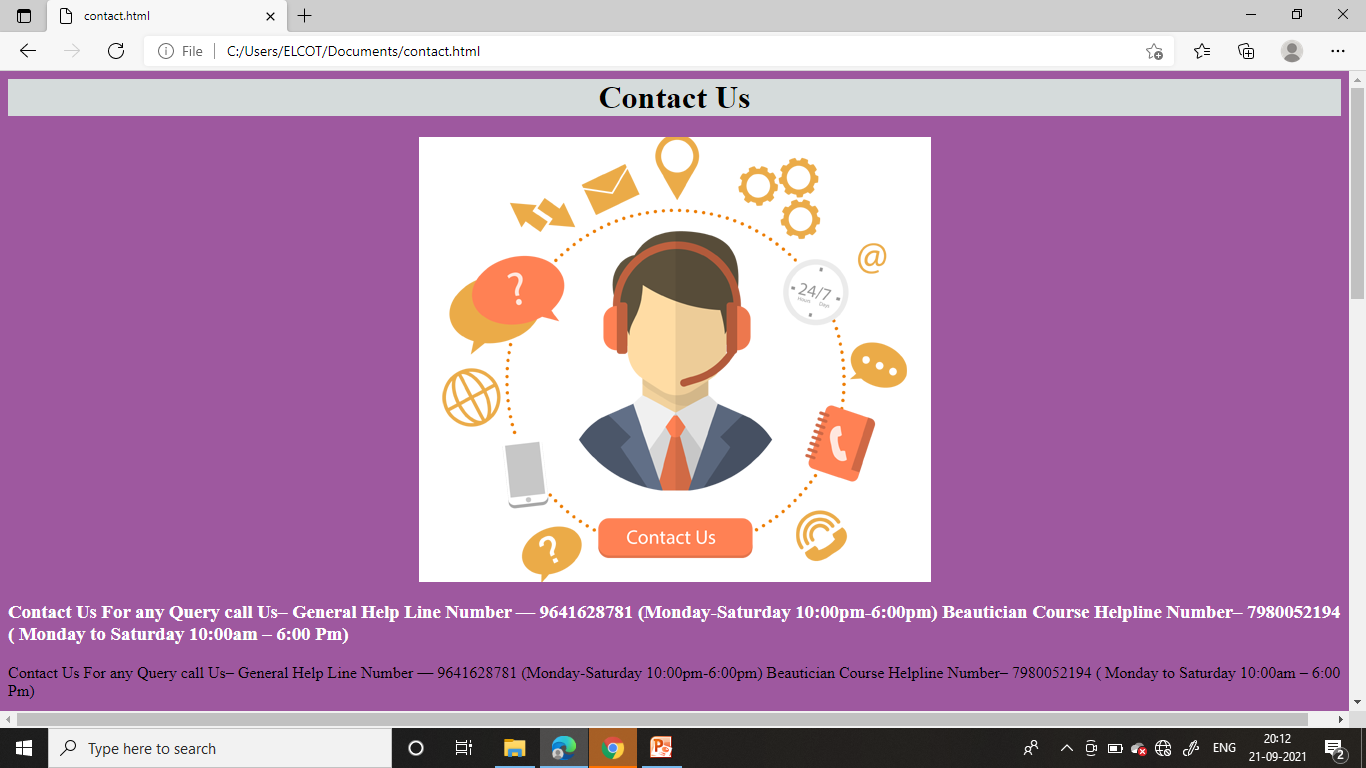 contact.html
File
C:/Users/ELCOT/Documents/contact.html
Contact Us
@
?
24/7
Hours Days
?
Contact Us
Contact Us For any Query call Us– General Help Line Number — 9641628781 (Monday-Saturday 10:00pm-6:00pm) Beautician Course Helpline Number– 7980052194
( Monday to Saturday 10:00am – 6:00 Pm)
Contact Us For any Query call Us– General Help Line Number — 9641628781 (Monday-Saturday 10:00pm-6:00pm) Beautician Course Helpline Number– 7980052194 ( Monday to Saturday 10:00am – 6:00
Pm)
Type here to search
ENG
20:12
21-09-2021
2